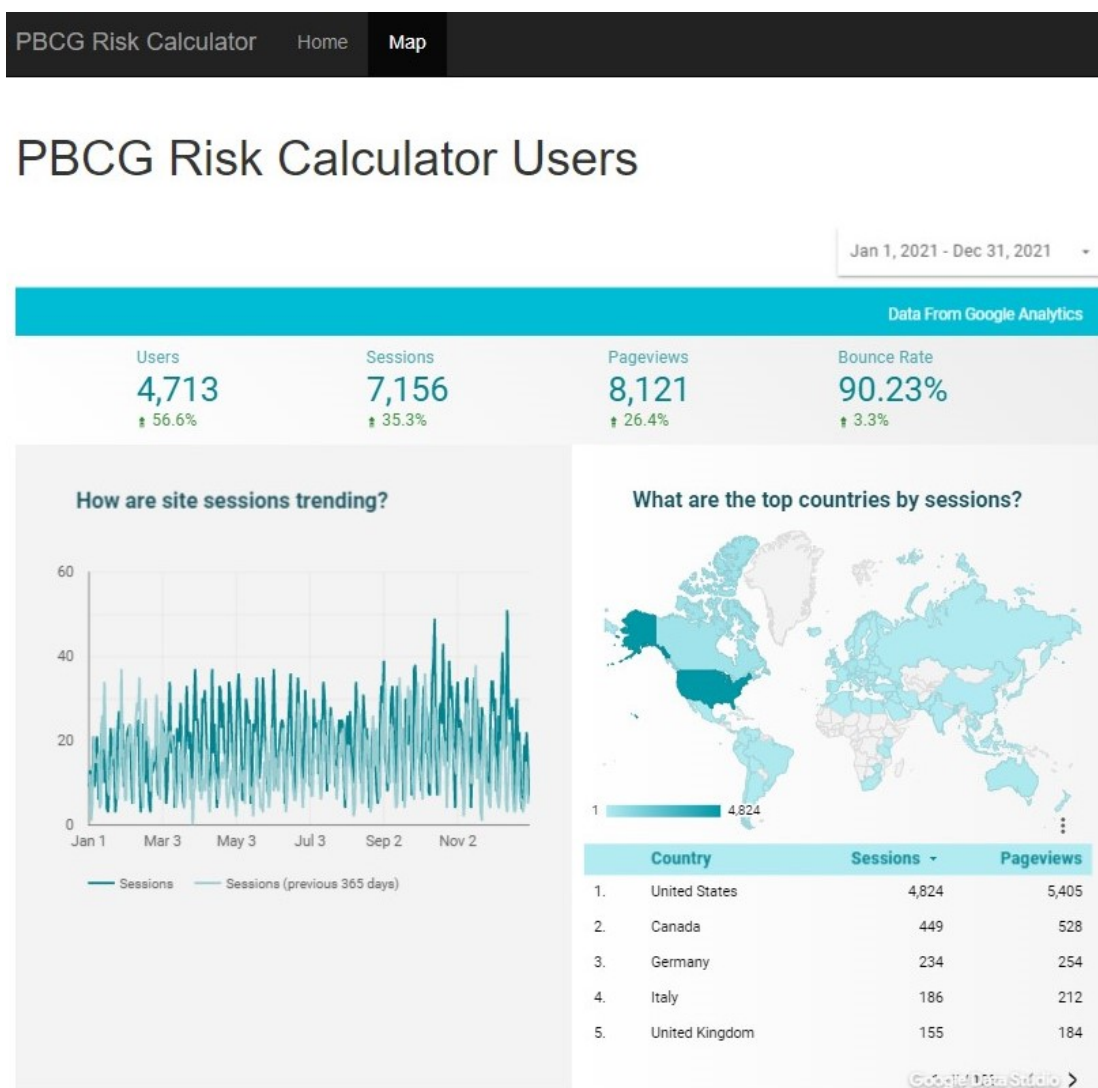 PBCG Risk Calculator Home Map
PBCG Risk Calculator Users
Jan 1, 2021 - Dec 31, 2021
Data From Google Analytics
Users Sessions Pageviews Bounce Rate
4,713 7,156 8,121 90.23%
56.6% 35.3% 26.4% 3.3%
How are site sessions trending?
60
40
20
0
Jan 1 Mar 3 May 3 Jul 3 Sep 2 Nov 2
Sessions Sessions (previous 365 days)
What are the top countries by sessions?
1 4,824
Country Sessions Pageviews
1. United States 4,824 5,405
2. Canada 449 528
3. Germany 234 254
4. Italy 186 212
5. United Kingdom 155 184
Google Data Studio